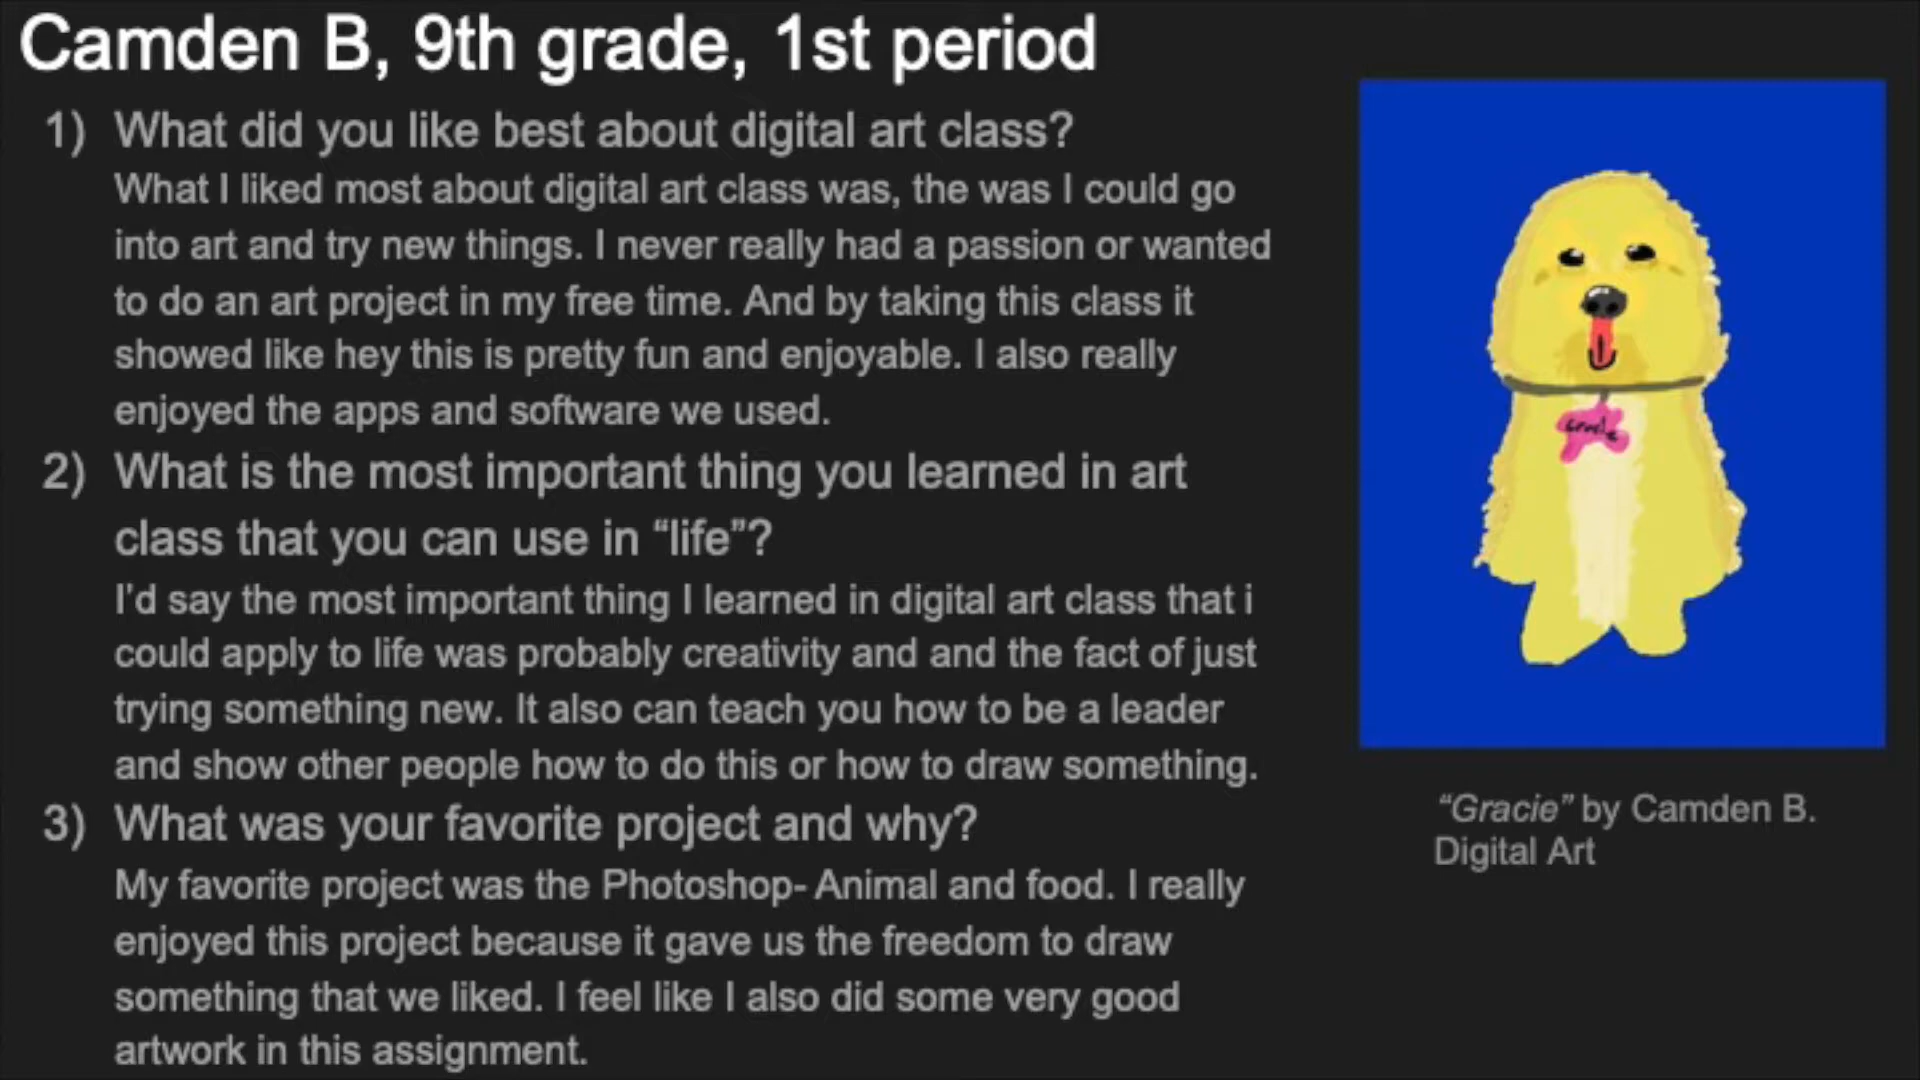 Camden B, 9th grade, 1st period
1) What did you like best about digital art class?
What I liked most about digital art class was, the was I could go
into art and try new things. I never really had a passion or wanted
to do an art project in my free time. And by taking this class it
showed like hey this is pretty fun and enjoyable. I also really
enjoyed the apps and software we used.
2) What is the most important thing you learned in art
class that you can use in “life”?
I’d say the most important thing I learned in digital art class that i
could apply to life was probably creativity and and the fact of just
trying something new. It also can teach you how to be a leader
and show other people how to do this or how to draw something.
3) What was your favorite project and why?
My favorite project was the Photoshop- Animal and food. I really
enjoyed this project because it gave us the freedom to draw
something that we liked. I feel like I also did some very good
artwork in this assignment.
Gracie
“Gracie” by Camden B.
Digital Art